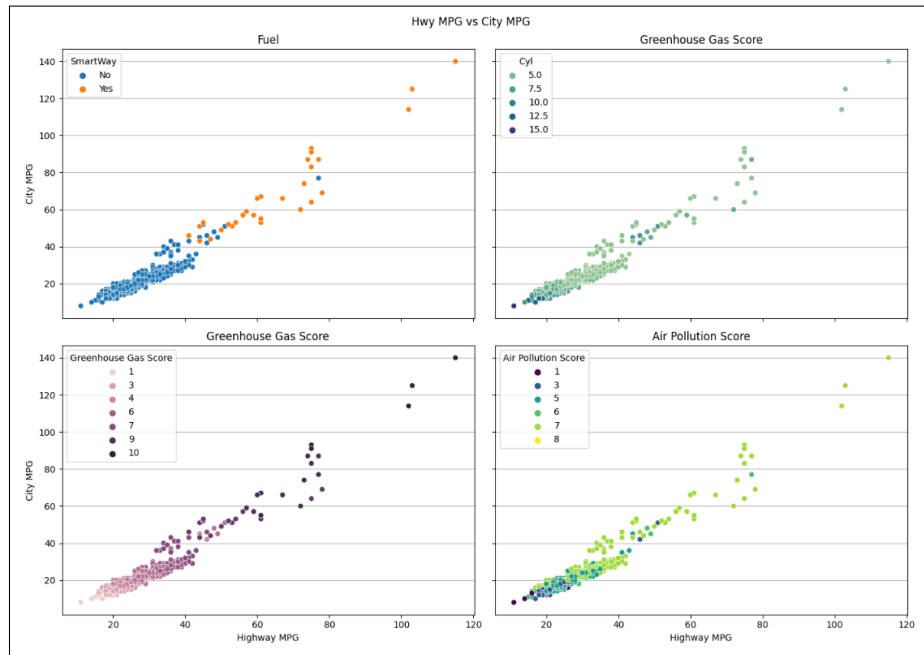 Hwy MPG vs City MPG
Fuel
SmartWay
No
Yes
140
120
100
80
60
40
20
City MPG
Greenhouse Gas Score
Cyl
5.0
7.5
10.0
12.5
15.0
Greenhouse Gas Score
Greenhouse Gas Score
1
3
4
6
7
9
10
140
120
100
80
60
40
20
City MPG
20
40
60
80
100
120
Highway MPG
Air Pollution Score
Air Pollution Score
1
3
5
6
7
8
20
40
60
80
100
120
Highway MPG